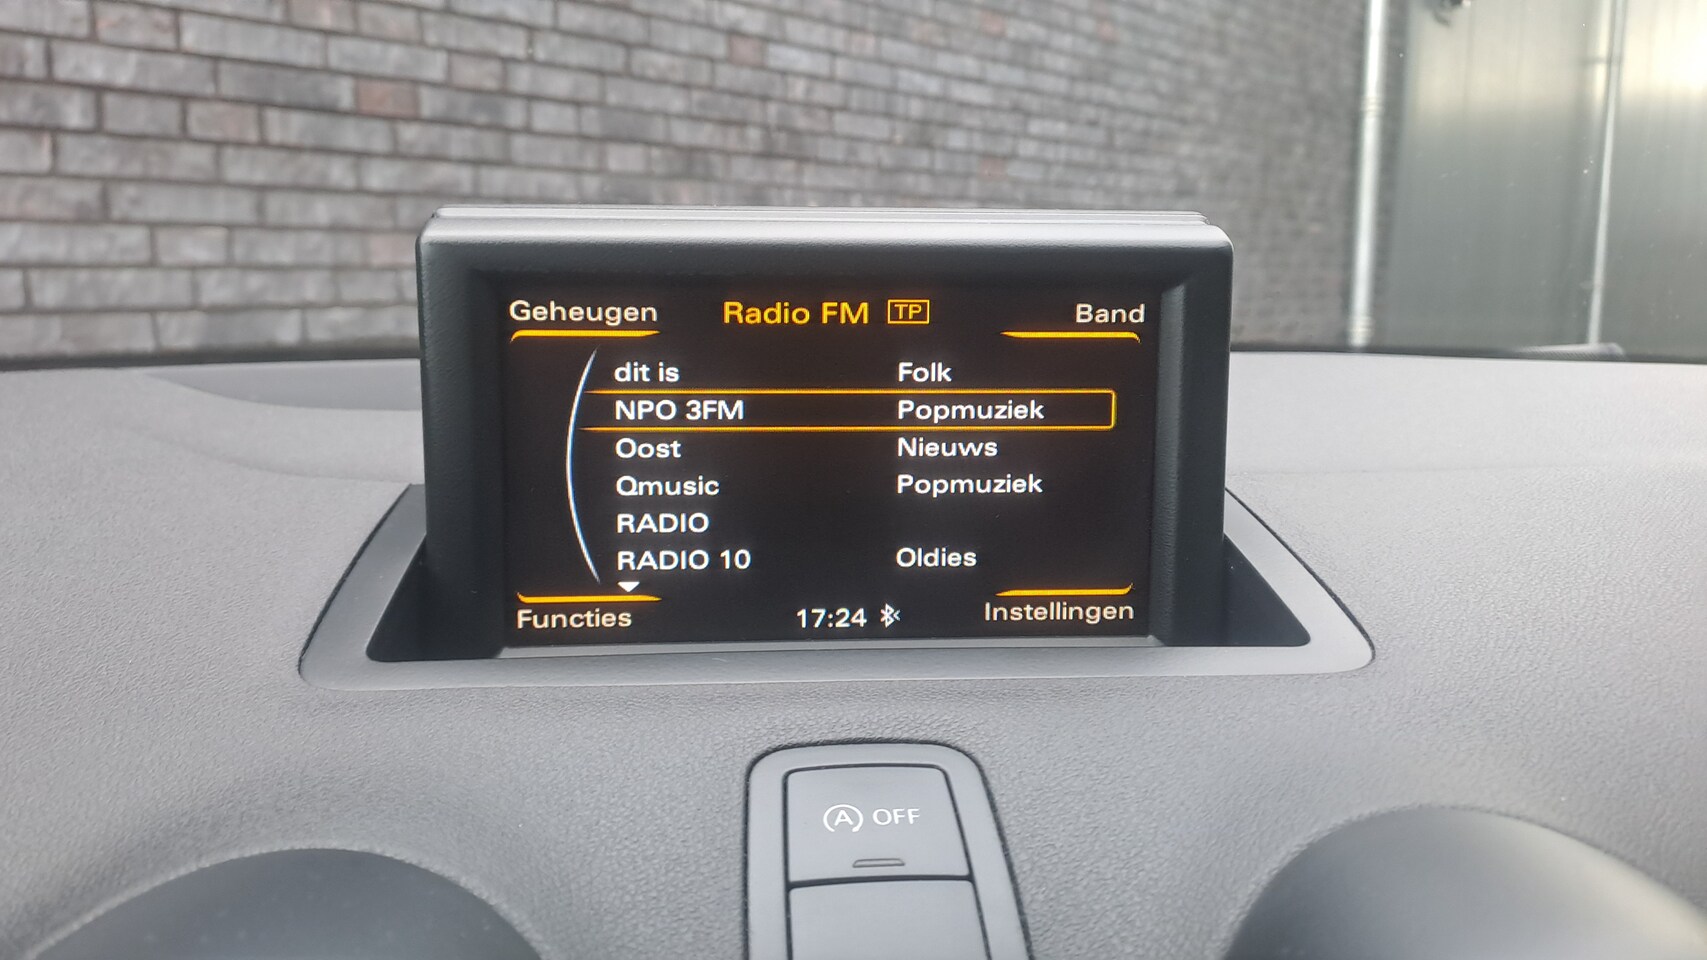 Geheugen Radio FM TP Band
dit is Folk
NPO 3FM Popmuziek
Oost Nieuws
Qmusic Popmuziek
RADIO
RADIO 10 Oldies
Functies 17:24 Instellingen
A OFF